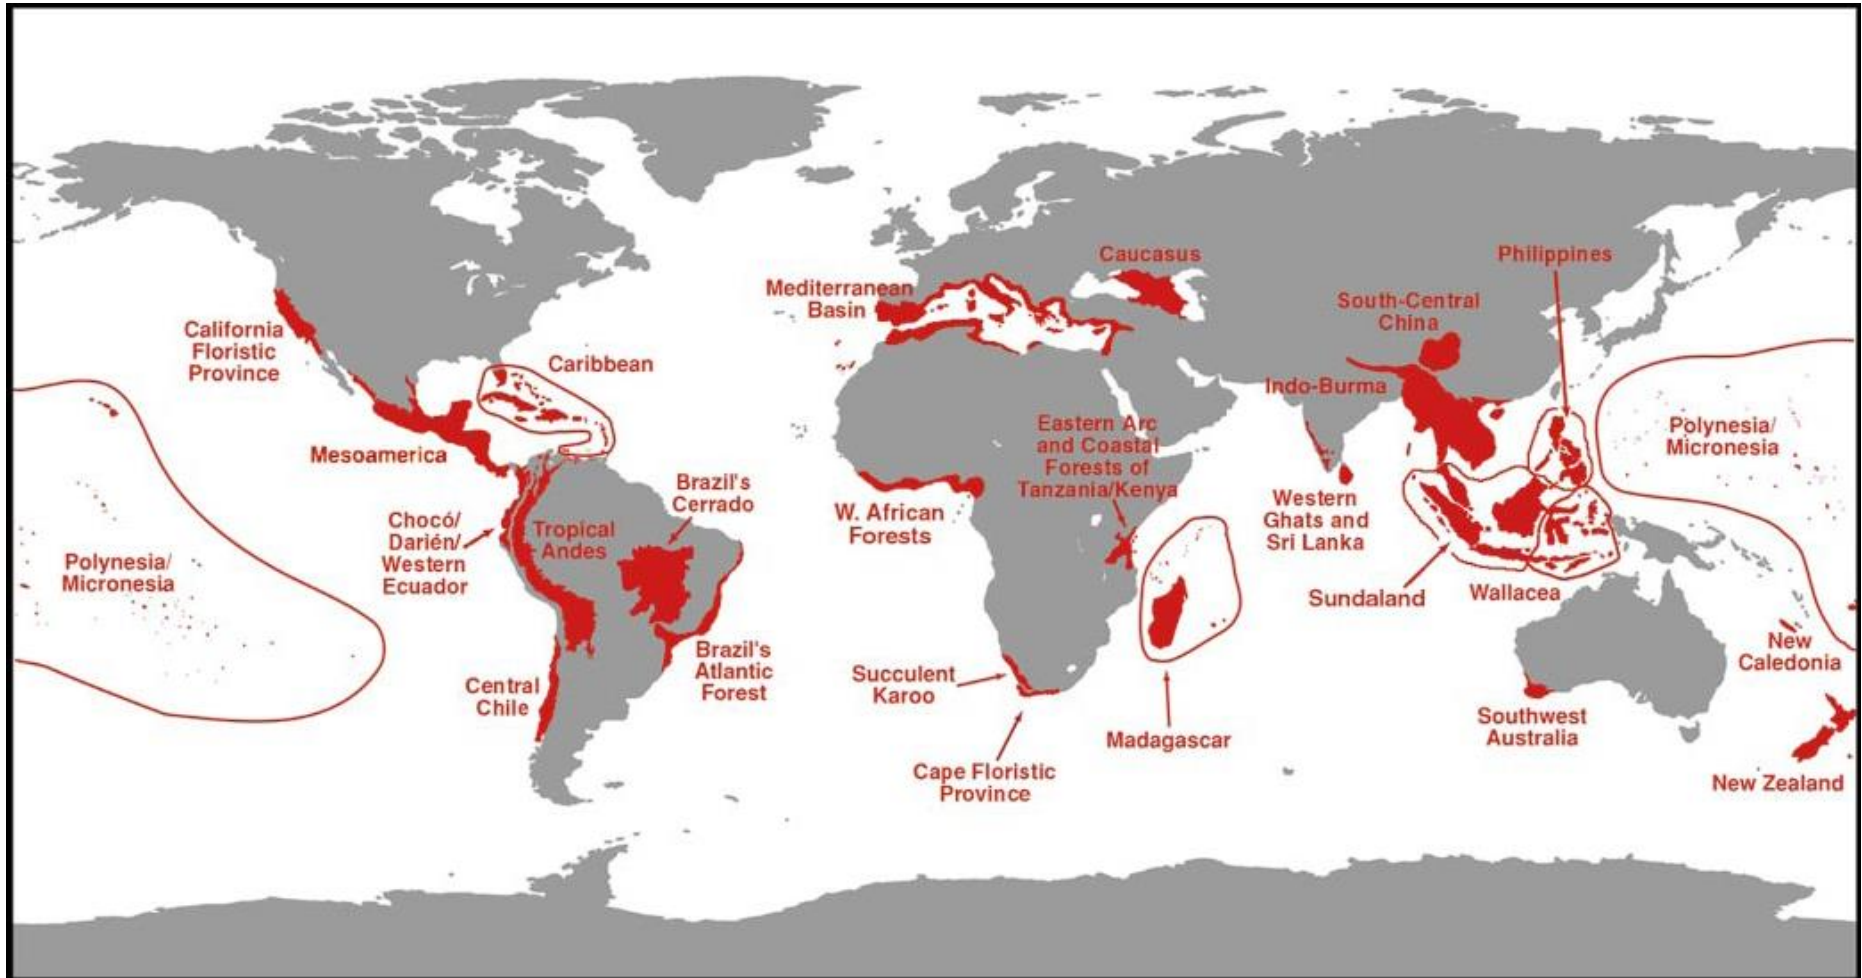 California
Floristic
Province
Caribbean
Mesoamerica
Polynesia/
Micronesia
Chocó/
Darién/
Western
Ecuador
Tropical
Andes
Brazil's
Cerrado
Central
Chile
Brazil's
Atlantic
Forest
Mediterranean
Basin
Caucasus
W. African
Forests
Eastern Arc
and Coastal
Forests of
Tanzania/Kenya
Succulent
Karoo
Cape Floristic
Province
Madagascar
Philippines
South-Central
China
Indo-Burma
Western
Ghats and
Sri Lanka
Sundaland
Wallacea
Polynesia/
Micronesia
New
Caledonia
Southwest
Australia
New Zealand